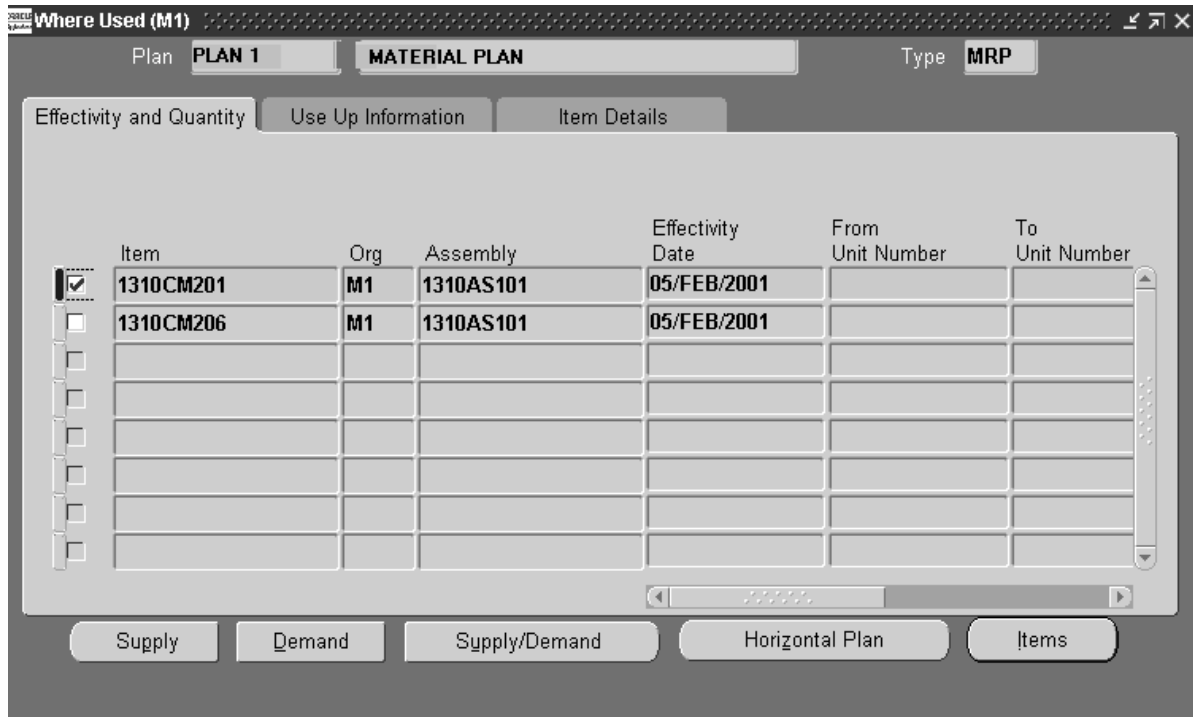 ORACLE
Applications
Where Used (M1)
Plan PLAN 1 MATERIAL PLAN Type MRP
Effectivity and Quantity Use Up Information Item Details
Effectivity From To
Item Org Assembly Date Unit Number Unit Number
1310CM201 M1 1310AS101 05/FEB/2001
1310CM206 M1 1310AS101 05/FEB/2001
Supply Demand Supply/Demand Horizontal Plan Items